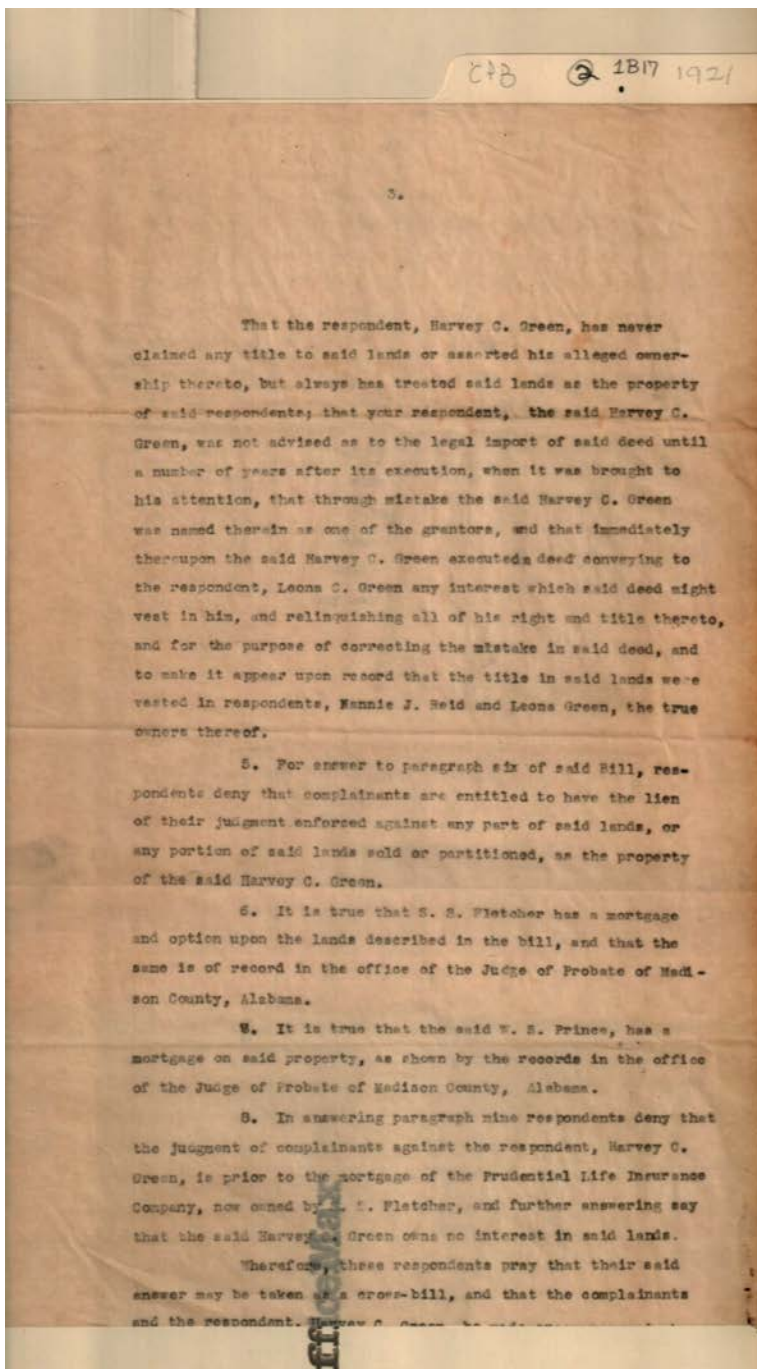 CPB 2 1B17 1921
3.
That the respondent, Harvey C. Green, has never
claimed any title to said lands or asserted his alleged owner-
ship thereto, but always has treated said lands as the property
of said respondents; that your respondent, the said Harvey C.
Green, was not advised as to the legal import of said deed until
a number of years after its execution, when it was brought to
his attention, that through mistake the said Harvey C. Green
was named therein as one of the grantors, and that immediately
thereupon the said Harvey C. Green executed a deed conveying to
the respondent, Leona C. Green any interest which said deed might
vest in him, and relinquishing all of his right and title thereto,
and for the purpose of correcting the mistake in said deed, and
to make it appear upon record that the title in said lands were
vested in respondents, Nannie J. Reid and Leona Green, the true
owners thereof.
5. For answer to paragraph six of said Bill, res-
pondents deny that complainants are entitled to have the lien
of their judgment enforced against any part of said lands, or
any portion of said lands sold or partitioned, as the property
of the said Harvey C. Green.
6. It is true that S. S. Fletcher has a mortgage
and option upon the lands described in the bill, and that the
same is of record in the office of the Judge of Probate of Madi-
son County, Alabama.
It is true that the said W. S. Prince, has a
mortgage on said property, as shown by the records in the office
of the Judge of Probate of Madison County, Alabama.
8. In answering paragraph nine respondents deny that
the judgment of complainants against the respondent, Harvey C.
Green, is prior to the mortgage of the Prudential Life Insurance
Company, now owned by S. Fletcher, and further answering say
that the said Harvey C. Green owns no interest in said lands.
Wherefore, these respondents pray that their said
answer may be taken as a cross-bill, and that the complainants
and the respondent, Harvey C. Green, be made
fficeMax